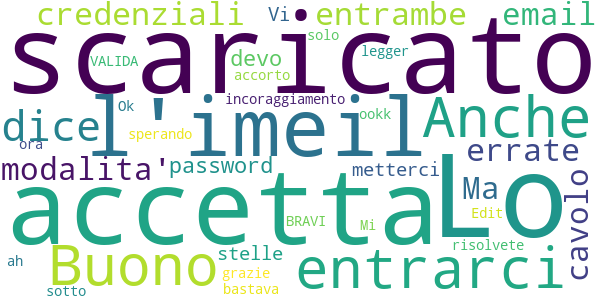 credenziali Vi entrambe email
scaricato
solo
legger
VALIDA devo
accorto
l'imeil
incoraggiamento
Ok
ookk
Anche
dice
sperando
ora
errate
modalita'
password
metterci
accetta
Lo
Ma
cavolo
Edit
BRAVI
Mi
Buono
stelle
risolvete
entrarci
ah
grazie
bastava
sotto